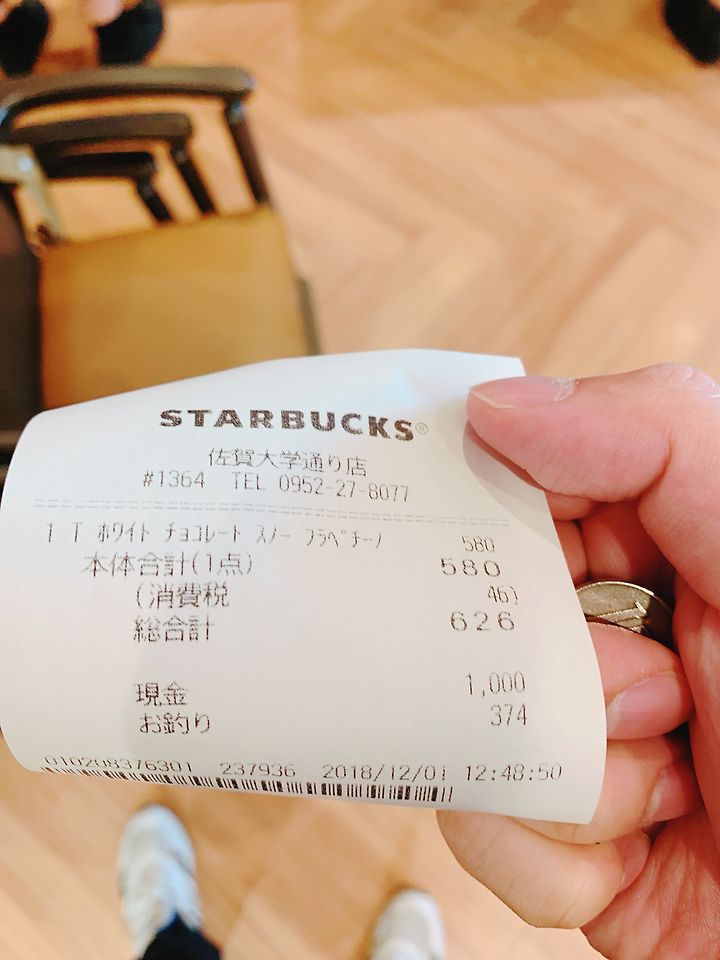 STARBUCKS®
佐賀大学通り店
#1364 TEL 0952-27-8077
1 T ホワイト チョコレート スノー フラペチーノ 580
本体合計(1点) 580
(消費税 46)
総合計 626
現金 1,000
お釣り 374
010208376301 237936 2018/12/01 12:48:50